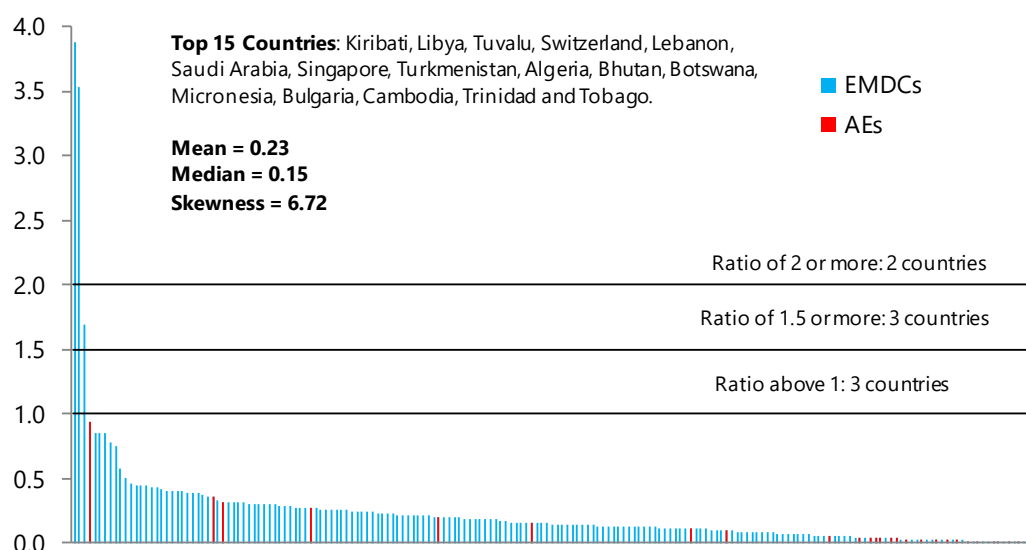 4.0
3.5
3.0
2.5
2.0
1.5
1.0
0.5
0.0
Top 15 Countries: Kiribati, Libya, Tuvalu, Switzerland, Lebanon,
Saudi Arabia, Singapore, Turkmenistan, Algeria, Bhutan, Botswana,
Micronesia, Bulgaria, Cambodia, Trinidad and Tobago.
Mean = 0.23
Median = 0.15
Skewness = 6.72
EMDCs
AEs
Ratio of 2 or more: 2 countries
Ratio of 1.5 or more: 3 countries
Ratio above 1: 3 countries